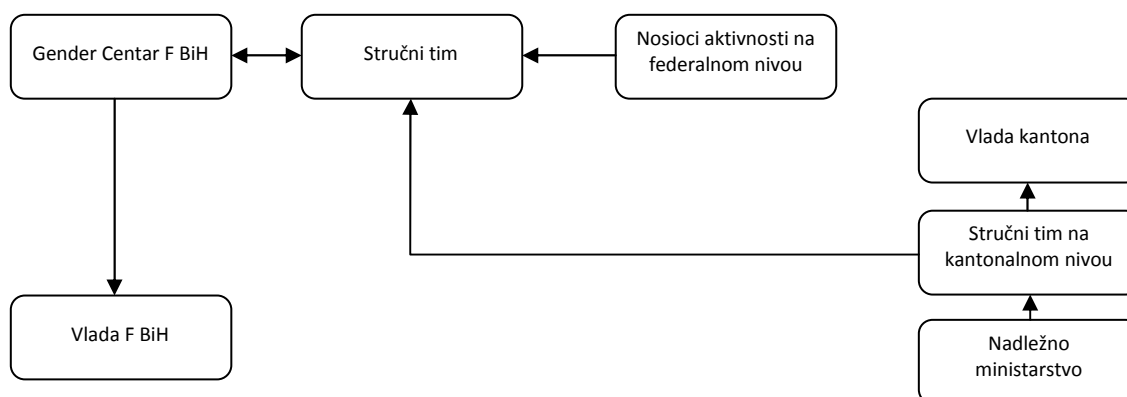 Gender Centar F BiH
Stručni tim
Nosioci aktivnosti na
federalnom nivou
Vlada kantona
Stručni tim na
kantonalnom nivou
Vlada F BiH
Nadležno
ministarstvo